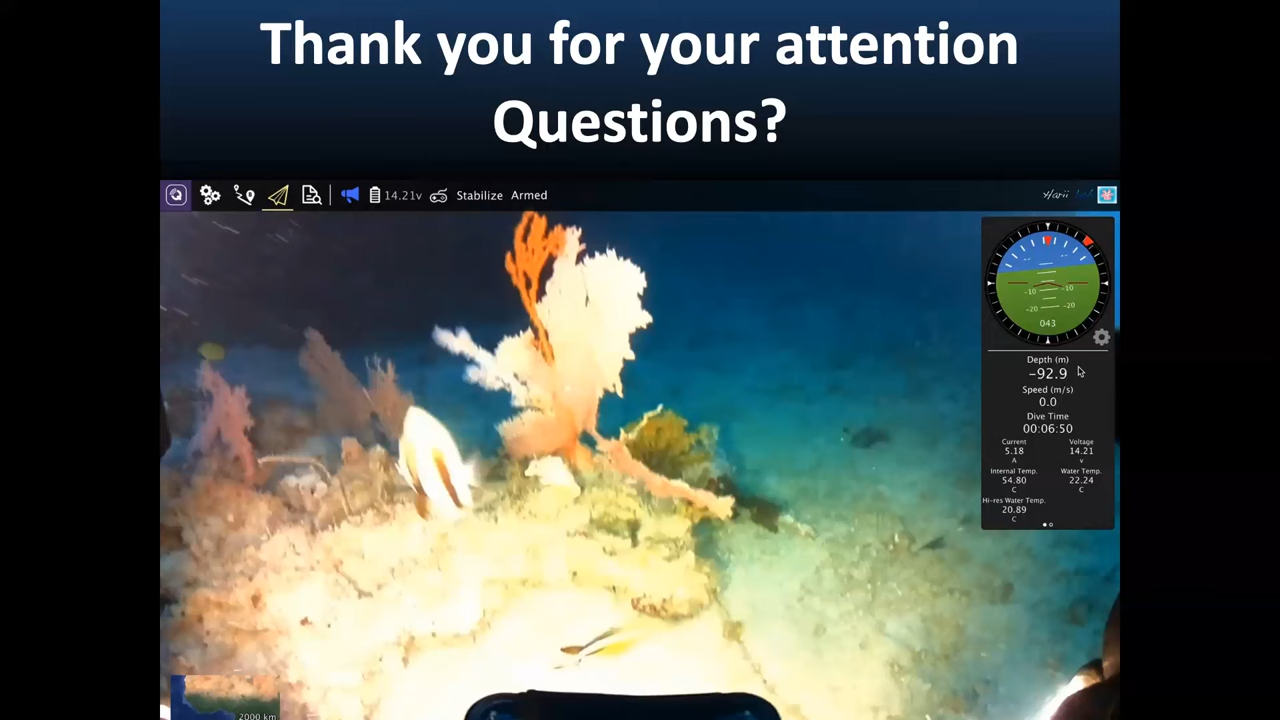 Thank you for your attention
Questions?
14.21v Stabilize Armed
Harii
-10 -10
-20 -20
043
Depth (m)
-92.9
Speed (m/s)
0.0
Dive Time
00:06:50
Current Voltage
5.18 14.21
A v
Internal Temp. Water Temp.
54.80 22.24
C C
Hi-res Water Temp.
20.89
C
2000 km